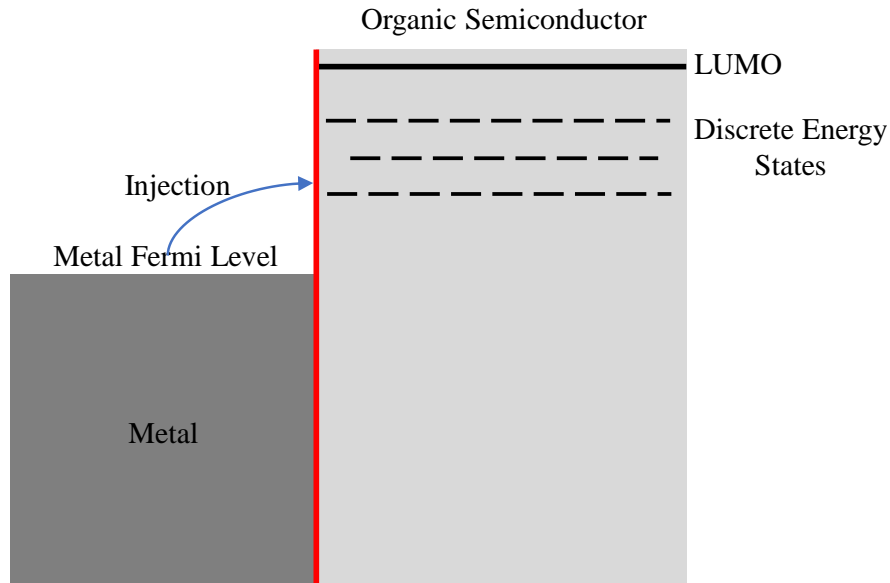 Organic Semiconductor
LUMO
Discrete Energy
States
Injection
Metal Fermi Level
Metal